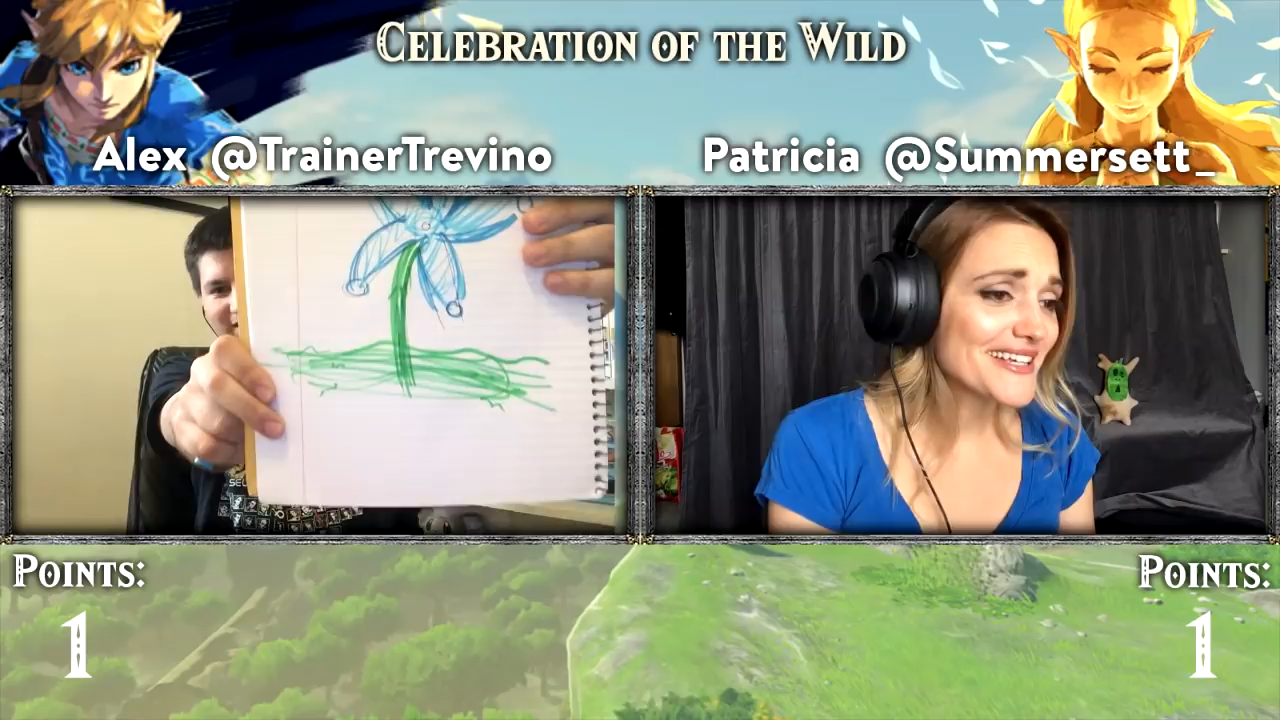 Celebration of the Wild
Alex @TrainerTrevino
Patricia @Summersett_
Points:
1
Points:
1